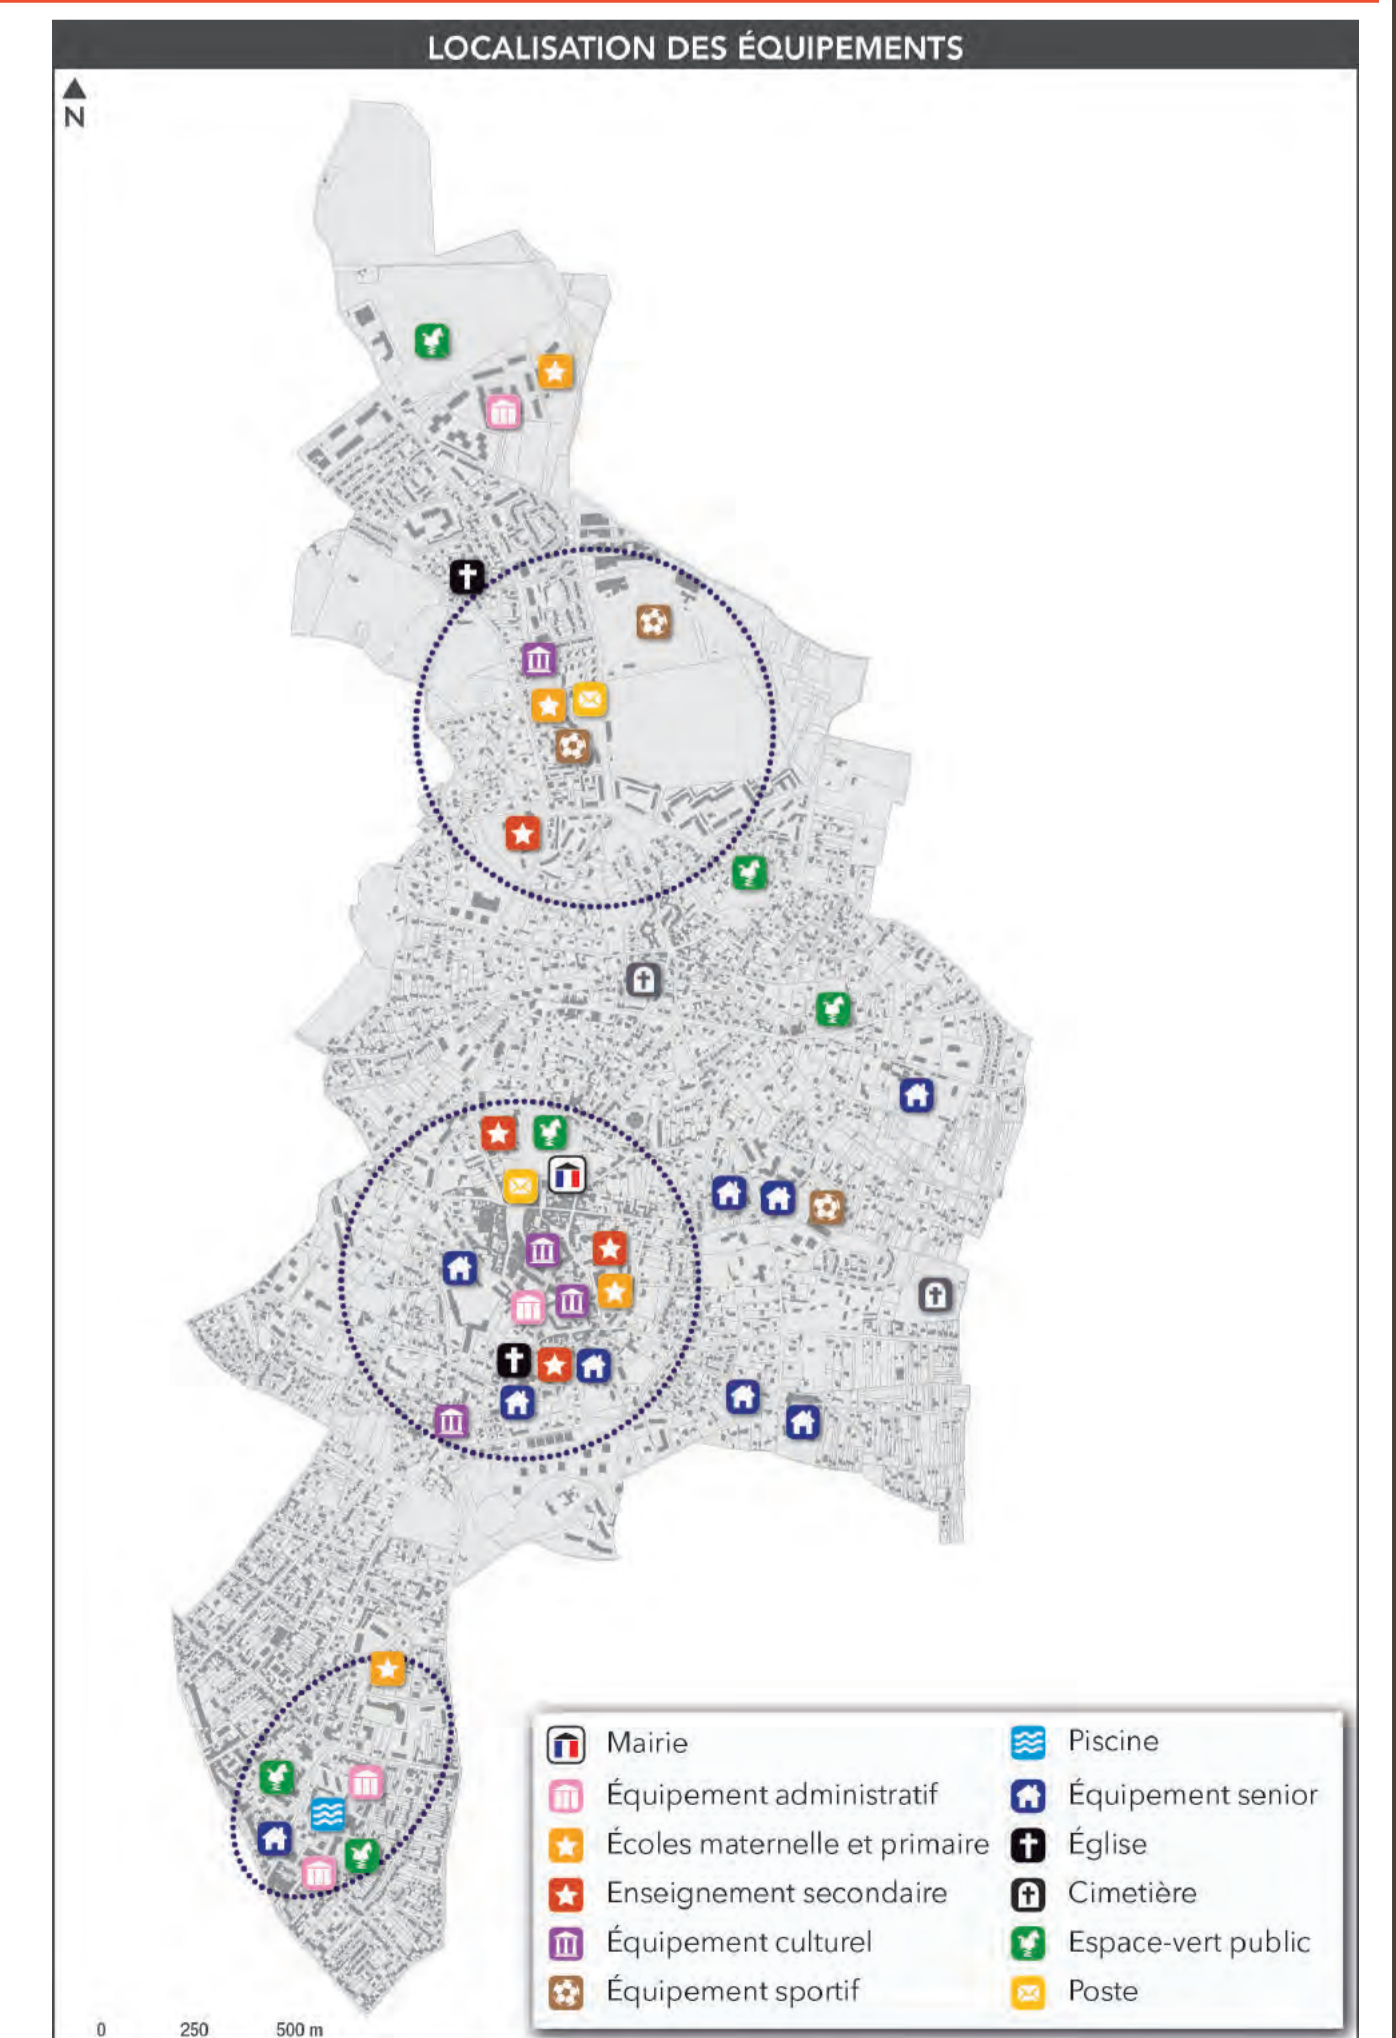 LOCALISATION DES ÉQUIPEMENTS
N
Mairie
Équipement administratif
Écoles maternelle et primaire
Enseignement secondaire
Équipement culturel
Équipement sportif
Piscine
Équipement senior
Église
Cimetière
Espace-vert public
Poste
0 250 500 m